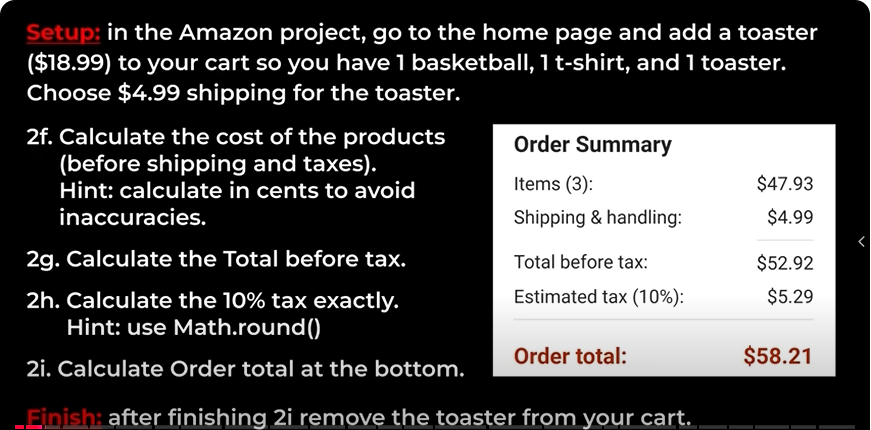 Setup: in the Amazon project, go to the home page and add a toaster
($18.99) to your cart so you have 1 basketball, 1 t-shirt, and 1 toaster.
Choose $4.99 shipping for the toaster.
2f. Calculate the cost of the products
(before shipping and taxes).
Hint: calculate in cents to avoid
inaccuracies.
2g. Calculate the Total before tax.
2h. Calculate the 10% tax exactly.
Hint: use Math.round()
2i. Calculate Order total at the bottom.
Order Summary
Items (3): $47.93
Shipping & handling: $4.99
Total before tax: $52.92
Estimated tax (10%): $5.29
Order total: $58.21
Finish: after finishing 2i remove the toaster from your cart.